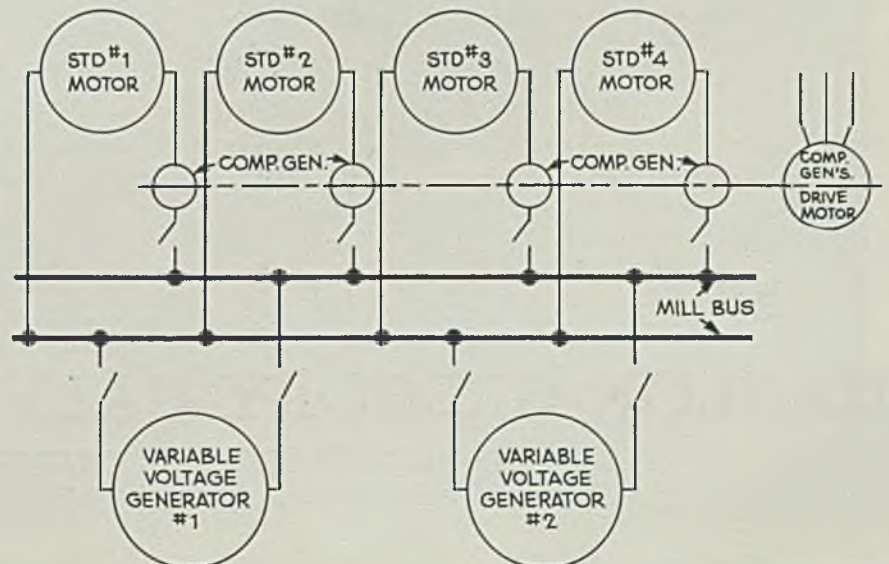 STD #1
MOTOR
STD #2
MOTOR
STD #3
MOTOR
STD #4
MOTOR
COMP. GEN.
COMP. GEN.
COMP.
GEN'S.
DRIVE
MOTOR
MILL BUS
VARIABLE
VOLTAGE
GENERATOR
#1
VARIABLE
VOLTAGE
GENERATOR
#2